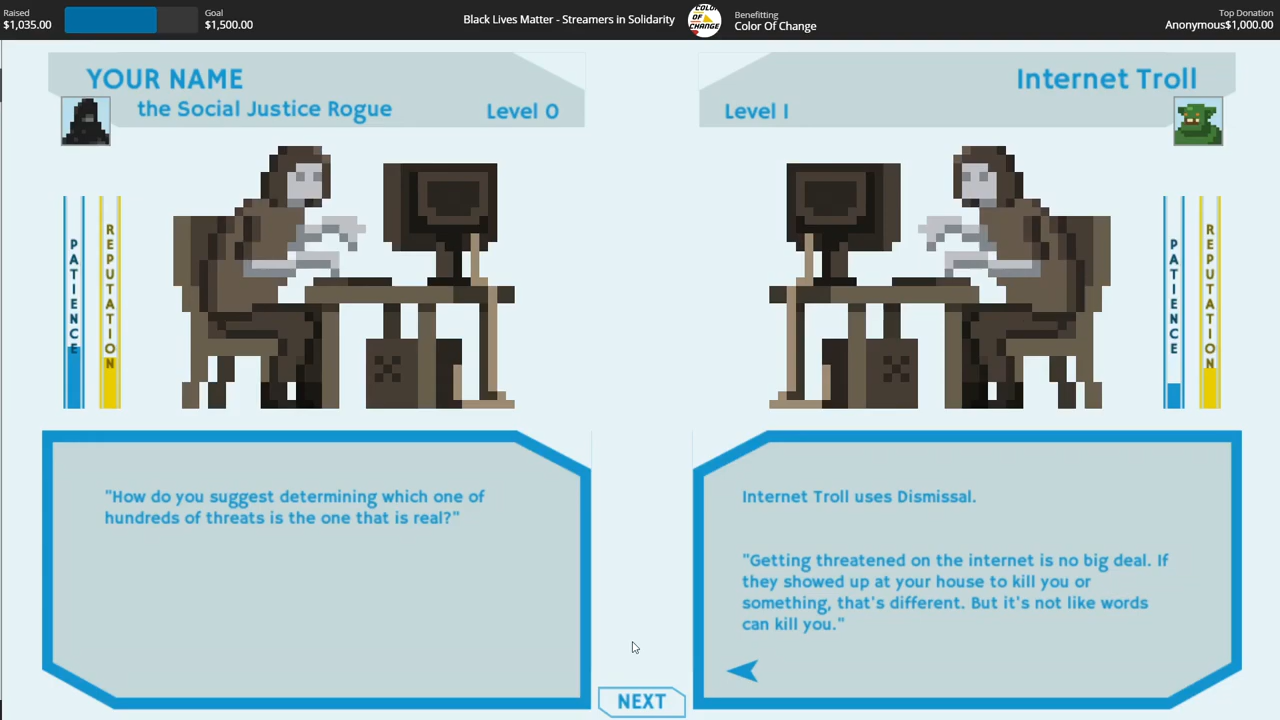 Raised
$1,035.00
Goal
$1,500.00
Black Lives Matter - Streamers in Solidarity
COLOR
OF
CHANGE
Benefitting
Color Of Change
Top Donation
Anonymous$1,000.00
YOUR NAME
the Social Justice Rogue
Level 0
Internet Troll
Level 1
PATIENCE
REPUTATION
PATIENCE
REPUTATION
"How do you suggest determining which one of
hundreds of threats is the one that is real?"
Internet Troll uses Dismissal.
"Getting threatened on the internet is no big deal. If
they showed up at your house to kill you or
something, that's different. But it's not like words
can kill you."
NEXT